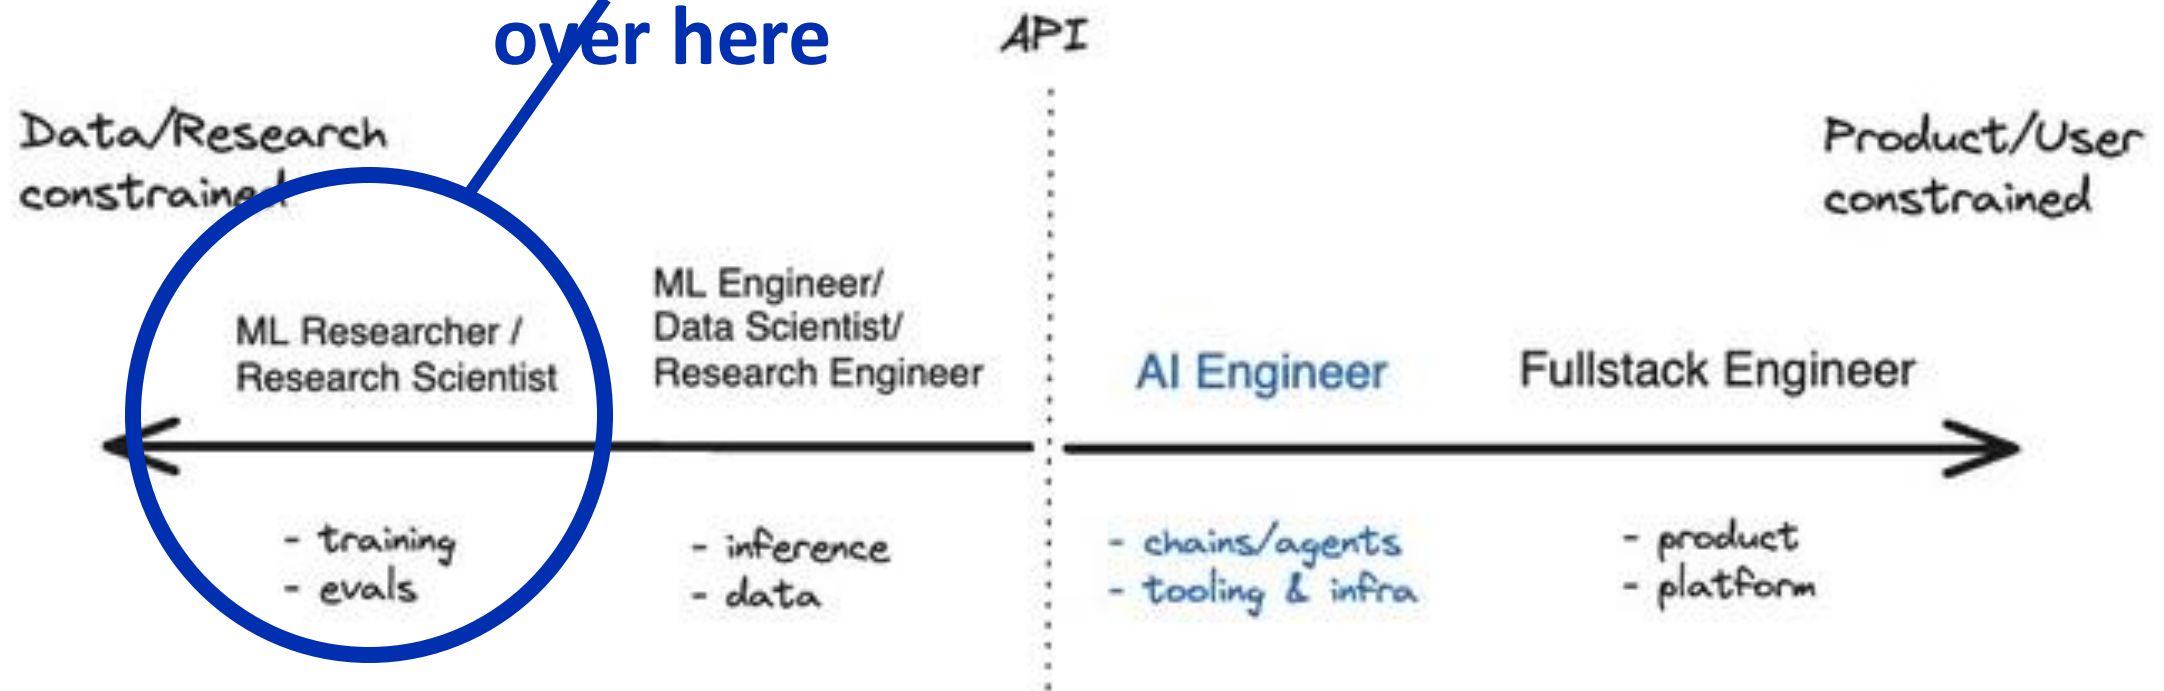 over here
API
Data/Research
constrained
Product/User
constrained
ML Researcher /
Research Scientist
ML Engineer/
Data Scientist/
Research Engineer
AI Engineer
Fullstack Engineer
- training
- evals
- inference
- data
- chains/agents
- tooling & infra
- product
- platform